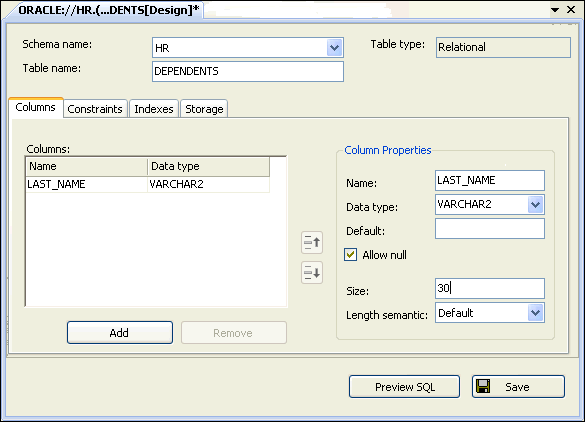 ORACLE://HR.(...DENTS[Design]*
Schema name: HR Table type: Relational
Table name: DEPENDENTS
Columns Constraints Indexes Storage
Columns:
Name Data type
LAST_NAME VARCHAR2
Add Remove
Column Properties
Name: LAST_NAME
Data type: VARCHAR2
Default:
Allow null
Size: 30
Length semantic: Default
Preview SQL Save